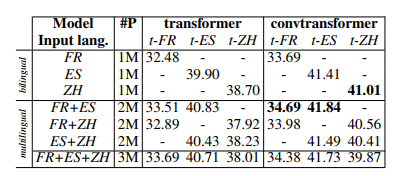 Model #P transformer convtransformer
Input lang. t-FR t-ES t-ZH t-FR t-ES t-ZH
bilingual
FR 1M 32.48 - - 33.69 - -
ES 1M - 39.90 - - 41.41 -
ZH 1M - - 38.70 - - 41.01
multilingual
FR+ES 2M 33.51 40.83 - 34.69 41.84 -
FR+ZH 2M 32.89 - 37.92 33.98 - 40.56
ES+ZH 2M - 40.43 38.23 - 41.49 40.41
FR+ES+ZH 3M 33.69 40.71 38.01 34.38 41.73 39.87